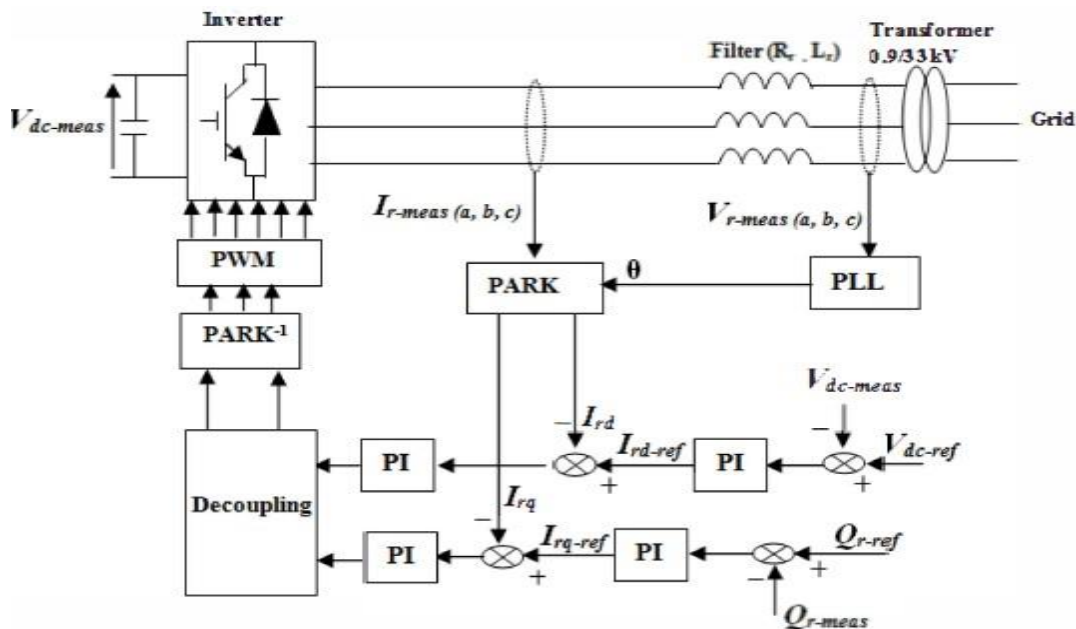 Inverter
Transformer
0.9/33kV
Filter (Rr , Lr)
Vdc-meas
Grid
Ir-meas (a, b, c)
Vr-meas (a, b, c)
PWM
PARK
θ
PLL
PARK-1
Vdc-meas
−
− Ird
Ird-ref
Vdc-ref
PI
PI
+
+
Decoupling
Irq
−
Irq-ref
Qr-ref
PI
PI
+
−
+
Qr-meas